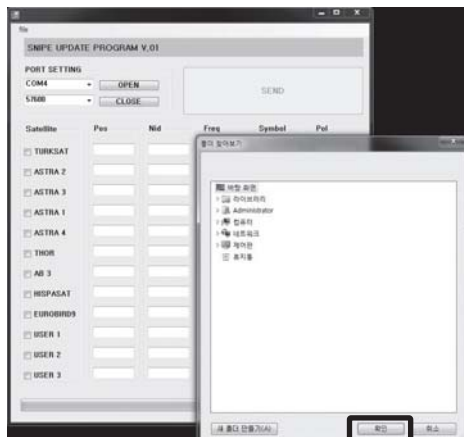 file
SNIPE UPDATE PROGRAM V.01
PORT SETTING
COM4
OPEN
57600
CLOSE
SEND
Satellite Pos Nid Freq Symbol Pol
TURKSAT
ASTRA 2
ASTRA 3
ASTRA 1
ASTRA 4
THOR
AB 3
HISPASAT
EUROBIRD9
USER 1
USER 2
USER 3
폴더 찾아보기
바탕 화면
라이브러리
Administrator
컴퓨터
네트워크
제어판
휴지통
새 폴더 만들기(A)
확인
취소